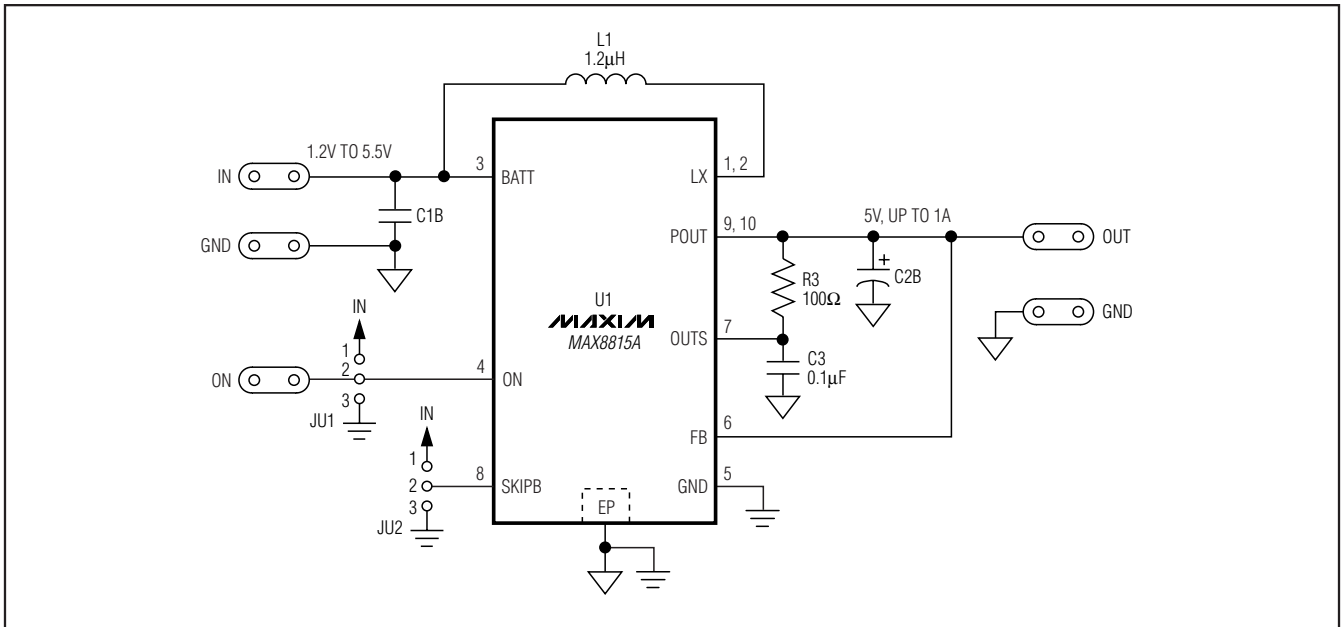 L1
1.2μH
1.2V TO 5.5V
IN
3
BATT
1, 2
LX
C1B
GND
9, 10
POUT
5V, UP TO 1A
OUT
+
C2B
R3
100Ω
GND
U1
MAXIM
MAX8815A
7
OUTS
C3
0.1μF
IN
1
2
3
JU1
ON
4
ON
IN
1
2
3
JU2
8
SKIPB
6
FB
5
GND
EP